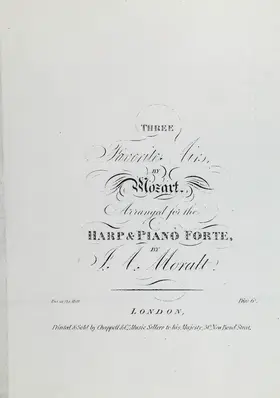 THREE
Favorite Airs,
BY
Mozart.
Arranged for the
HARP & PIANO FORTE,
BY
J. A. Moralt.
LONDON,
Printed & Sold by Chappell & Co. Music Sellers to his Majesty, 50, New Bond Street.